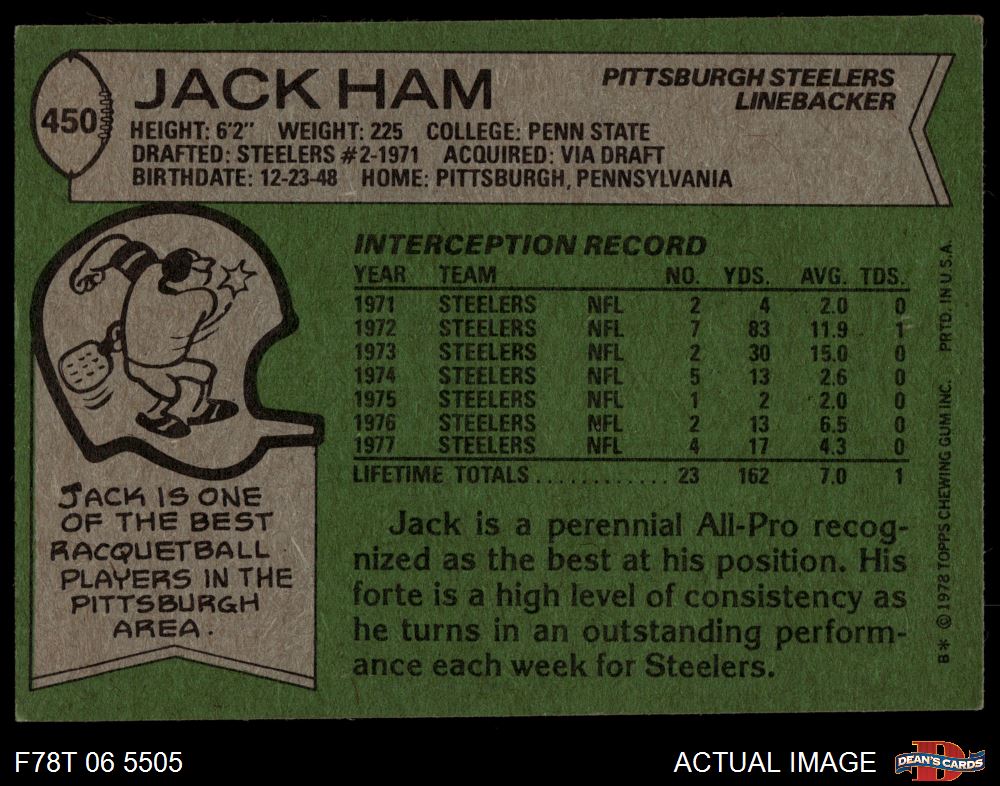 450
JACK HAM
PITTSBURGH STEELERS
LINEBACKER
HEIGHT: 6'2" WEIGHT: 225 COLLEGE: PENN STATE
DRAFTED: STEELERS #2-1971 ACQUIRED: VIA DRAFT
BIRTHDATE: 12-23-48 HOME: PITTSBURGH, PENNSYLVANIA
INTERCEPTION RECORD
YEAR TEAM NO. YDS. AVG. TDS.
1971 STEELERS NFL 2 4 2.0 0
1972 STEELERS NFL 7 83 11.9 1
1973 STEELERS NFL 2 30 15.0 0
1974 STEELERS NFL 5 13 2.6 0
1975 STEELERS NFL 1 2 2.0 0
1976 STEELERS NFL 2 13 6.5 0
1977 STEELERS NFL 4 17 4.3 0
LIFETIME TOTALS............ 23 162 7.0 1
JACK IS ONE
OF THE BEST
RACQUETBALL
PLAYERS IN THE
PITTSBURGH
AREA.
Jack is a perennial All-Pro recog-
nized as the best at his position. His
forte is a high level of consistency as
he turns in an outstanding perform-
ance each week for Steelers.
B* © 1978 TOPPS CHEWING GUM INC. PRTD. IN U.S.A.
F78T 06 5505
ACTUAL IMAGE
D
DEAN'S CARDS